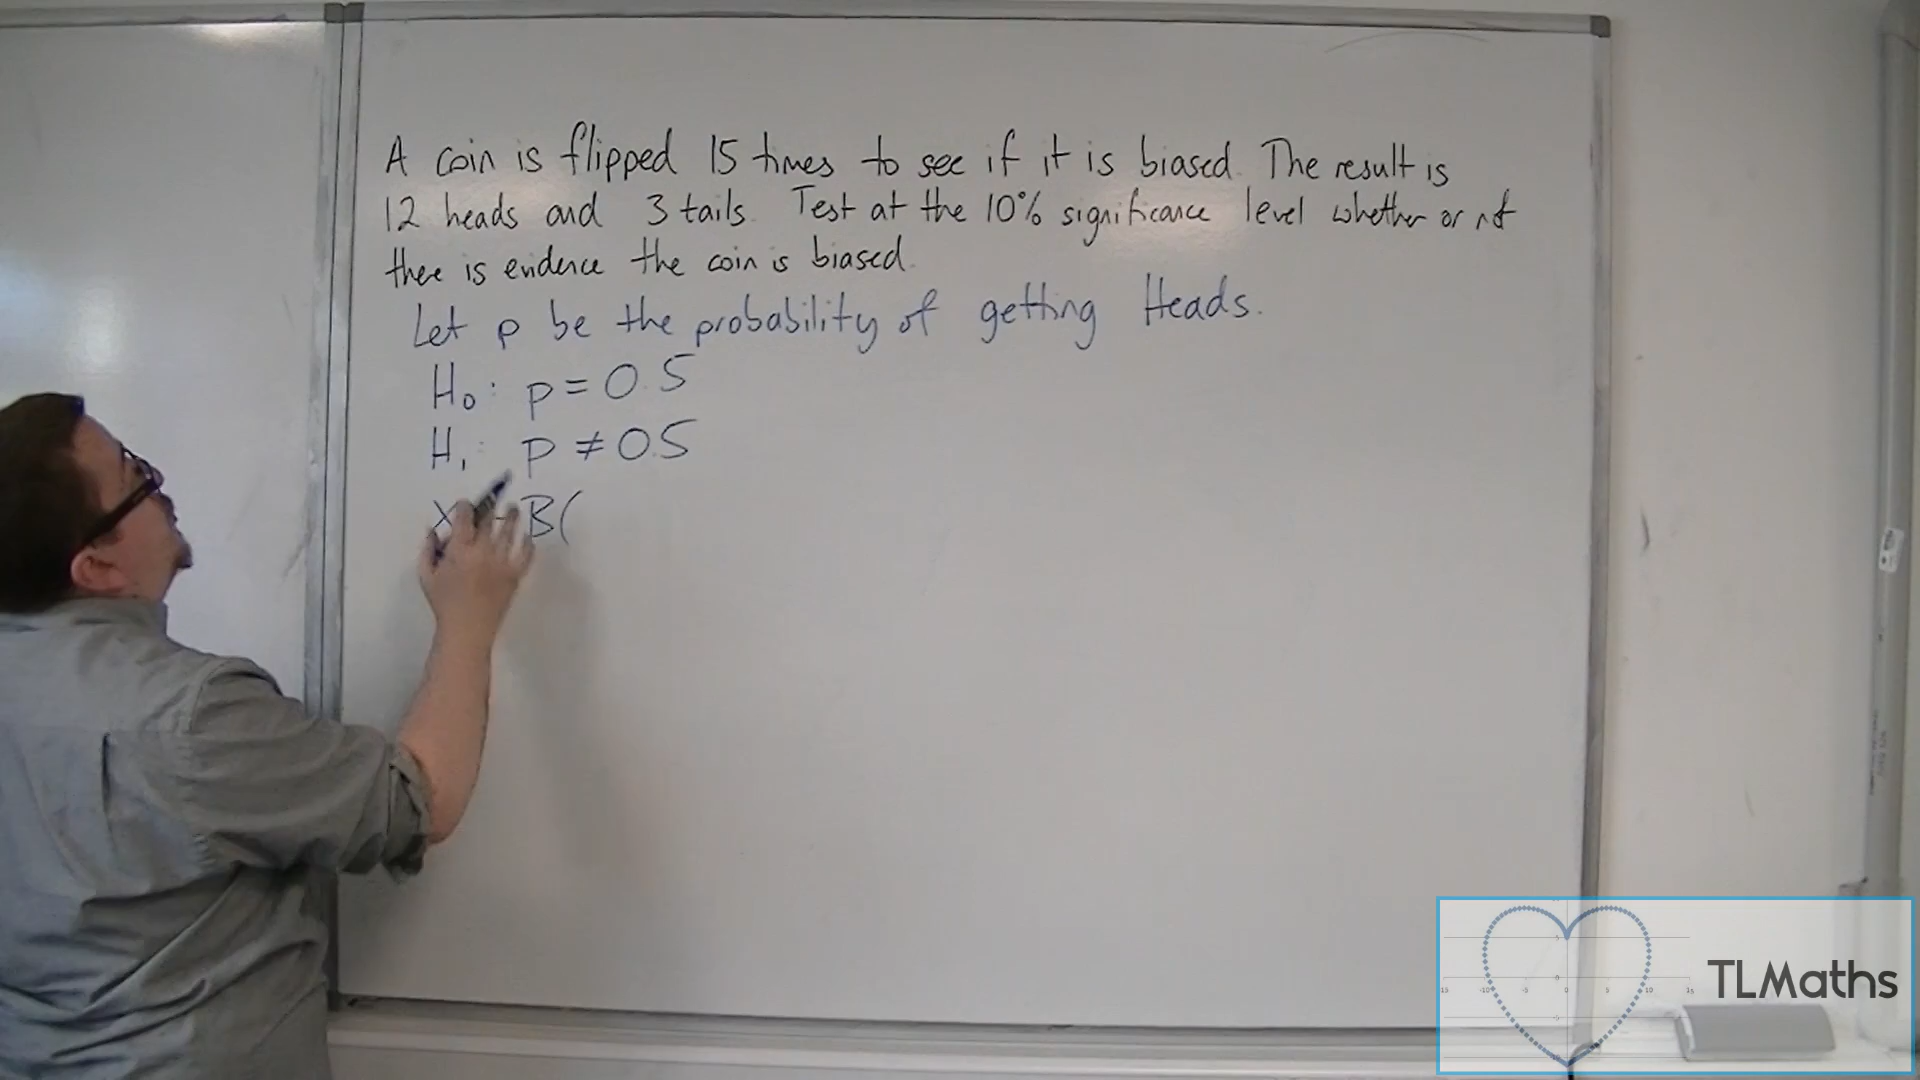 A coin is flipped 15 times to see if it is biased. The result is
12 heads and 3 tails. Test at the 10% significance level whether or not
there is evidence the coin is biased.
Let p be the probability of getting Heads.
H₀: p = 0.5
H₁: p ≠ 0.5
X ~ B(
TLMaths